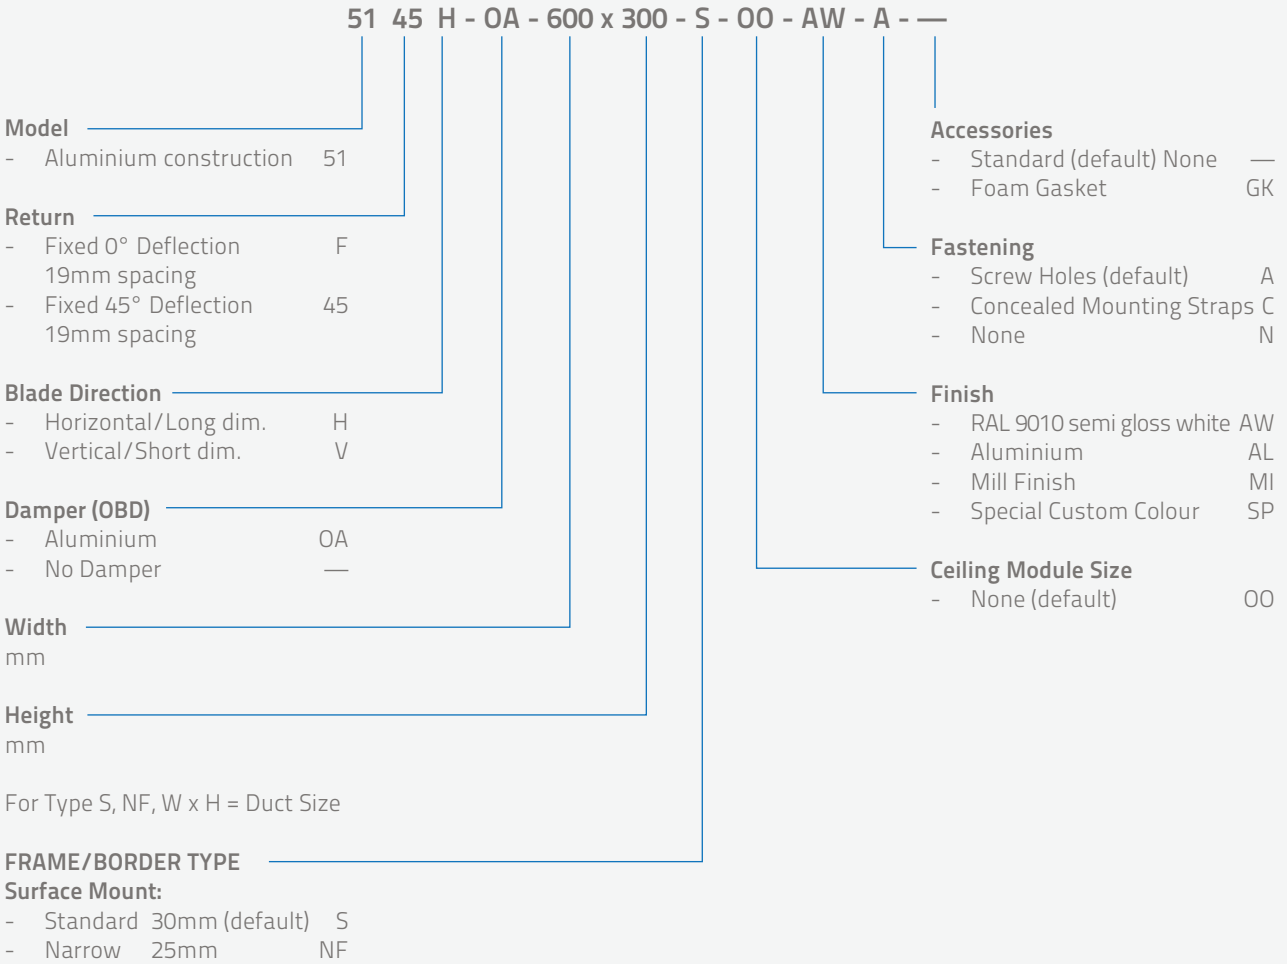 51 45 H - OA - 600 x 300 - S - OO - AW - A - —
Model
- Aluminium construction 51
Return
- Fixed 0° Deflection F
19mm spacing
- Fixed 45° Deflection 45
19mm spacing
Blade Direction
- Horizontal/Long dim. H
- Vertical/Short dim. V
Damper (OBD)
- Aluminium OA
- No Damper —
Width
mm
Height
mm
For Type S, NF, W x H = Duct Size
FRAME/BORDER TYPE
Surface Mount:
- Standard 30mm (default) S
- Narrow 25mm NF
Accessories
- Standard (default) None —
- Foam Gasket GK
Fastening
- Screw Holes (default) A
- Concealed Mounting Straps C
- None N
Finish
- RAL 9010 semi gloss white AW
- Aluminium AL
- Mill Finish MI
- Special Custom Colour SP
Ceiling Module Size
- None (default) OO